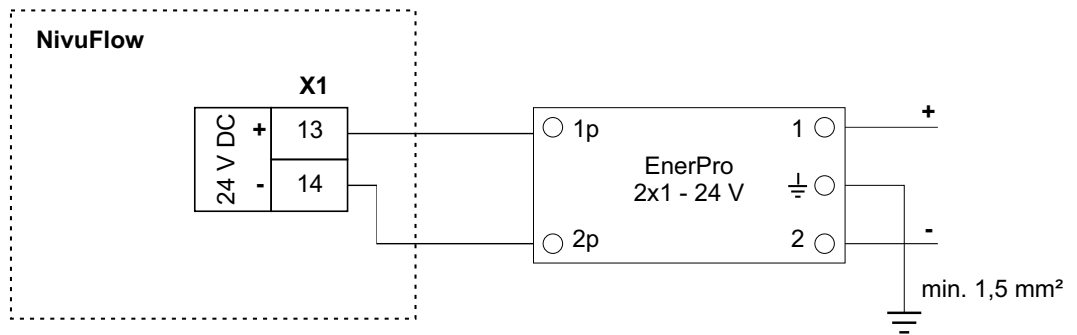 NivuFlow
X1
24 V DC
+ 13
- 14
1p
2p
EnerPro
2x1 - 24 V
1
2
+
-
min. 1,5 mm²